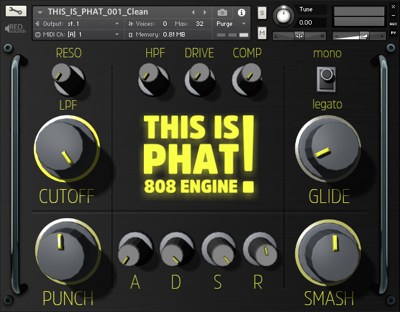 THIS_IS_PHAT_001_Clean
Output: st. 1
Voices: 0
Max: 32
Purge
MIDI Ch: [A] 1
Memory: 0.81 MB
S
M
Tune
0.00
RESO
HPF
DRIVE
COMP
mono
LPF
legato
THIS IS
PHAT!
808 ENGINE
CUTOFF
GLIDE
PUNCH
A
D
S
R
SMASH